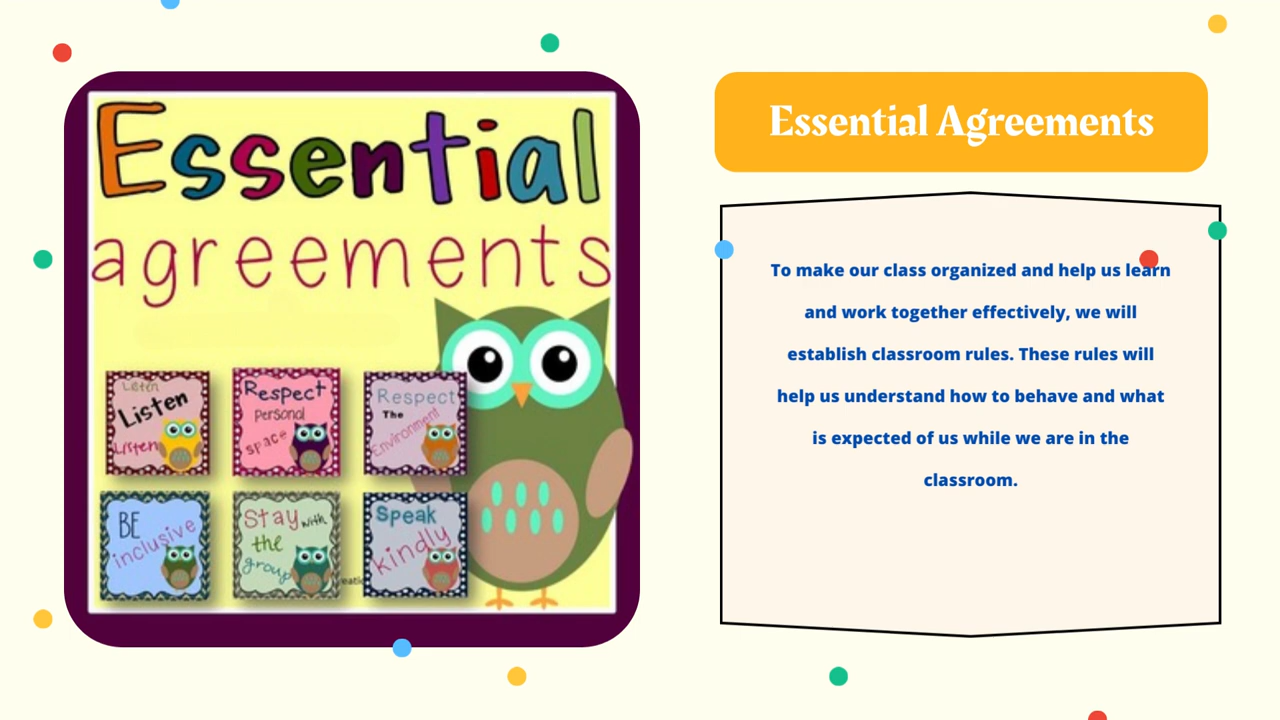 Essential
agreements
Listen
Listen
Listen
Respect
Personal
space
Respect
The
Environment
BE
inclusive
Stay with
the
group
Speak
kindly
Essential Agreements
To make our class organized and help us learn
and work together effectively, we will
establish classroom rules. These rules will
help us understand how to behave and what
is expected of us while we are in the
classroom.